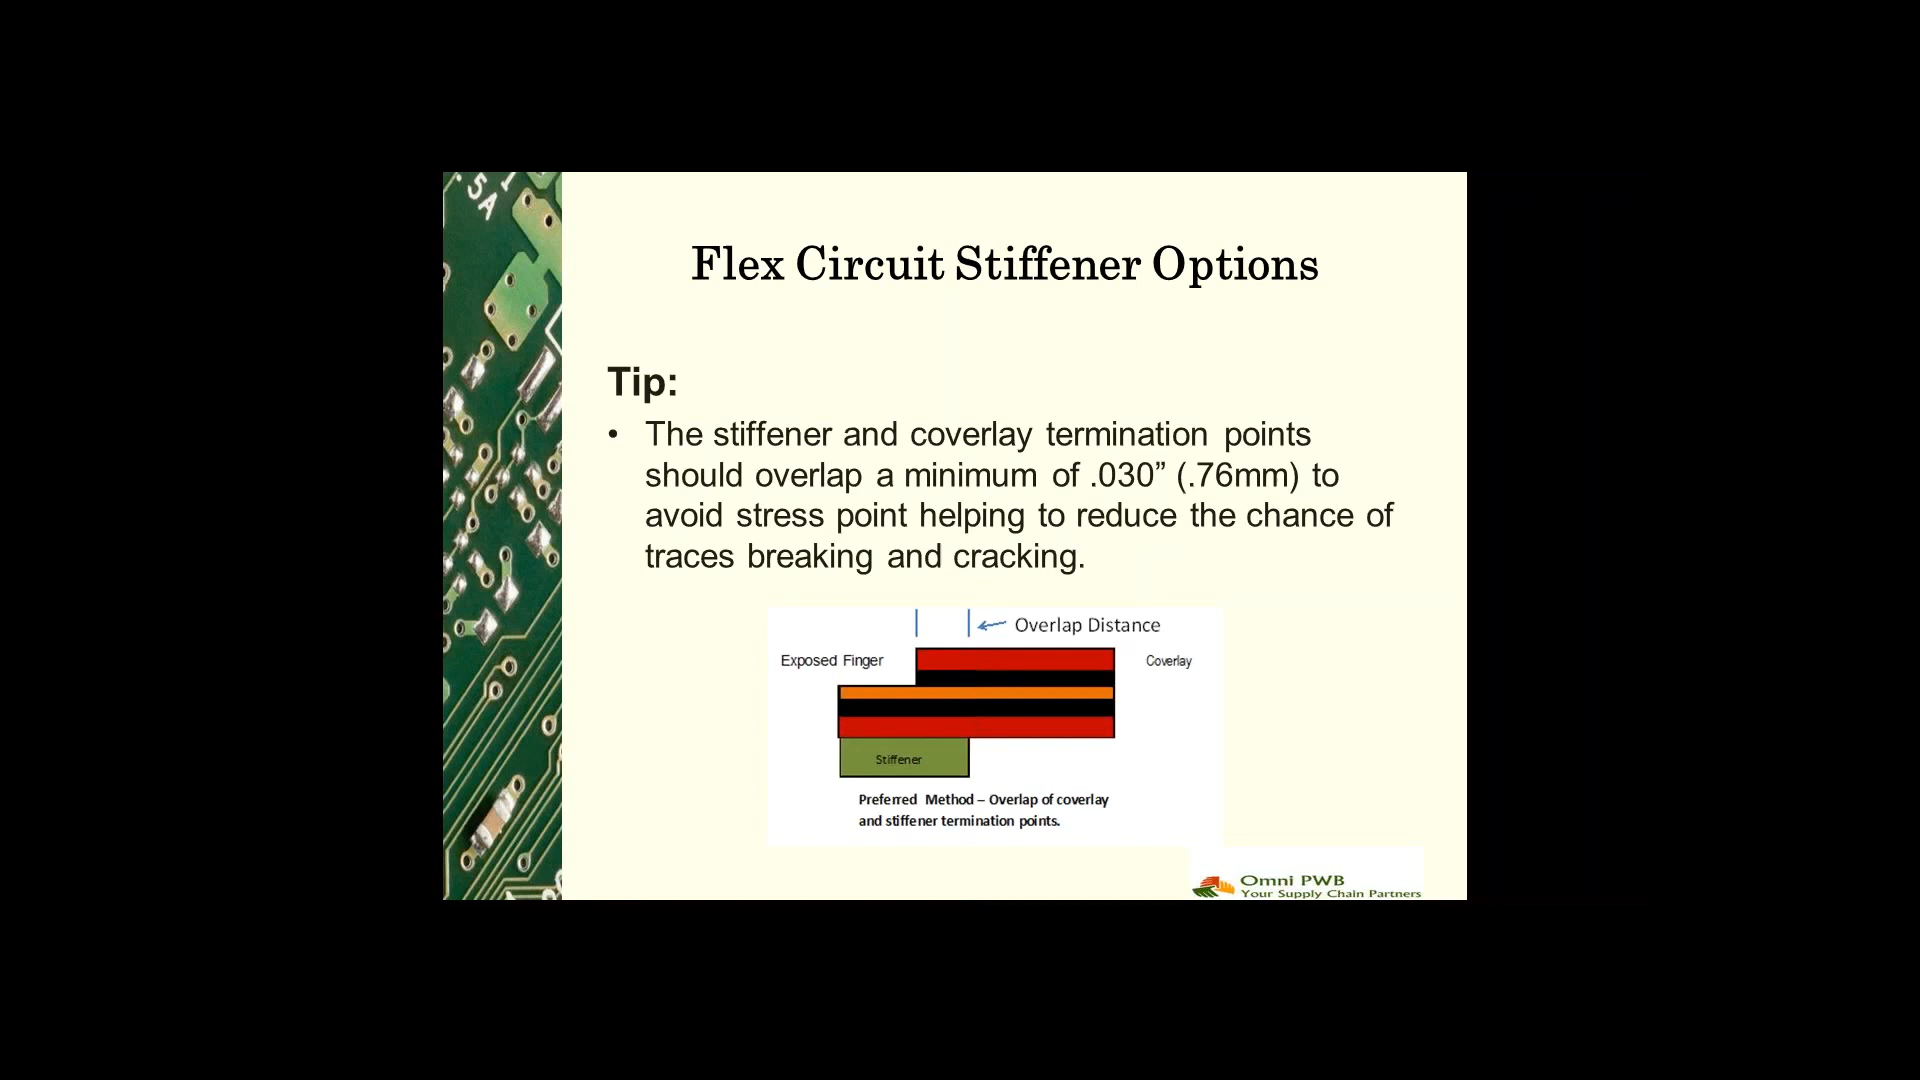 .5A
Flex Circuit Stiffener Options
Tip:
• The stiffener and coverlay termination points
should overlap a minimum of .030” (.76mm) to
avoid stress point helping to reduce the chance of
traces breaking and cracking.
Overlap Distance
Exposed Finger
Coverlay
Stiffener
Preferred Method – Overlap of coverlay
and stiffener termination points.
Omni PWB
Your Supply Chain Partners